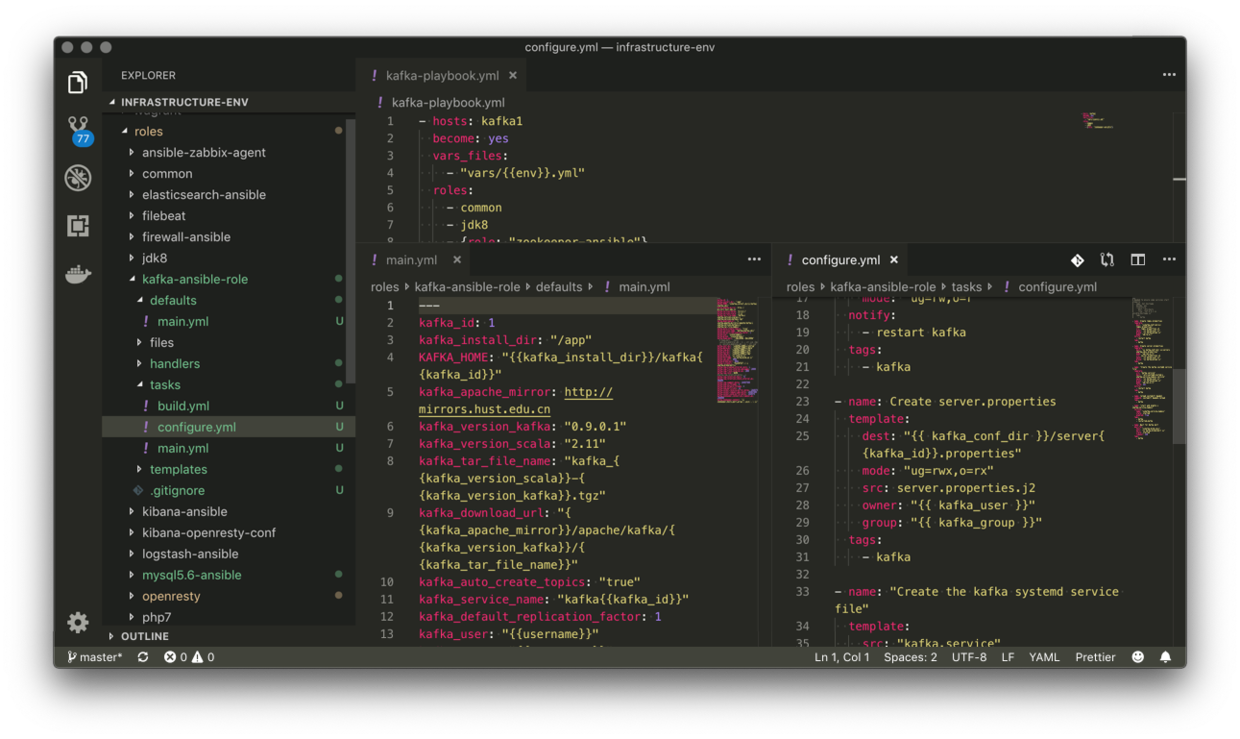 configure.yml — infrastructure-env
EXPLORER
INFRASTRUCTURE-ENV
roles
ansible-zabbix-agent
common
elasticsearch-ansible
filebeat
firewall-ansible
jdk8
kafka-ansible-role
defaults
! main.yml U
files
handlers
tasks
! build.yml U
! configure.yml U
! main.yml U
templates
.gitignore U
kibana-ansible
kibana-openresty-conf
logstash-ansible
mysql5.6-ansible
openresty
php7
OUTLINE
77
! kafka-playbook.yml ×
! kafka-playbook.yml
1 - hosts: kafka1
2 become: yes
3 vars_files:
4 - "vars/{{env}}.yml"
5 roles:
6 - common
7 - jdk8
8 - {role: "zookeeper-ansible"}
! main.yml ×
roles kafka-ansible-role defaults ! main.yml
1 ---
2 kafka_id: 1
3 kafka_install_dir: "/app"
4 KAFKA_HOME: "{{kafka_install_dir}}/kafka{
{kafka_id}}"
5 kafka_apache_mirror: http://
mirrors.hust.edu.cn
6 kafka_version_kafka: "0.9.0.1"
7 kafka_version_scala: "2.11"
8 kafka_tar_file_name: "kafka_{
{kafka_version_scala}}-{
{kafka_version_kafka}}.tgz"
9 kafka_download_url: "{
{kafka_apache_mirror}}/apache/kafka/{
{kafka_version_kafka}}/{
{kafka_tar_file_name}}"
10 kafka_auto_create_topics: "true"
11 kafka_service_name: "kafka{{kafka_id}}"
12 kafka_default_replication_factor: 1
13 kafka_user: "{{username}}"
! configure.yml ×
roles kafka-ansible-role tasks ! configure.yml
17 mode: "ug=rw,o=r"
18 notify:
19 - restart kafka
20 tags:
21 - kafka
22
23 - name: Create server.properties
24 template:
25 dest: "{{ kafka_conf_dir }}/server{
{kafka_id}}.properties"
26 mode: "ug=rwx,o=rx"
27 src: server.properties.j2
28 owner: "{{ kafka_user }}"
29 group: "{{ kafka_group }}"
30 tags:
31 - kafka
32
33 - name: "Create the kafka systemd service
file"
34 template:
35 src: "kafka.service"
master* 0 0 Ln 1, Col 1 Spaces: 2 UTF-8 LF YAML Prettier